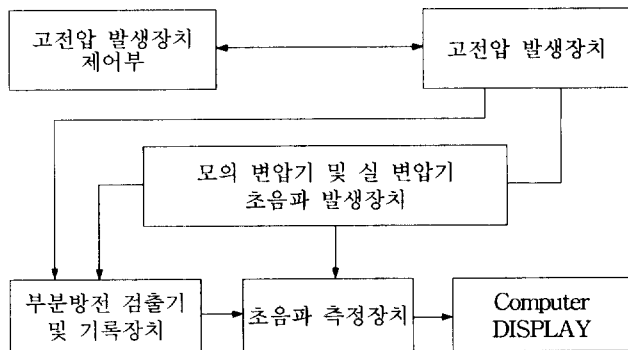 고전압 발생장치
제어부
고전압 발생장치
모의 변압기 및 실 변압기
초음파 발생장치
부분방전 검출기
및 기록장치
초음파 측정장치
Computer
DISPLAY